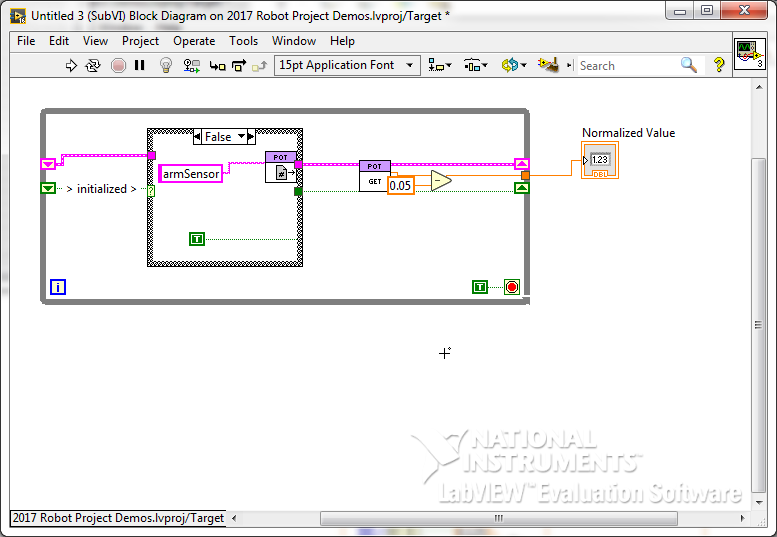 Untitled 3 (SubVI) Block Diagram on 2017 Robot Project Demos.lvproj/Target *
File Edit View Project Operate Tools Window Help
15pt Application Font
Search
?
3
False
Normalized Value
POT
armSensor
#
POT
GET
0.05
1.23
DBL
> initialized >
?
T
i
T
NATIONAL
INSTRUMENTS™
LabVIEW™ Evaluation Software
2017 Robot Project Demos.lvproj/Target